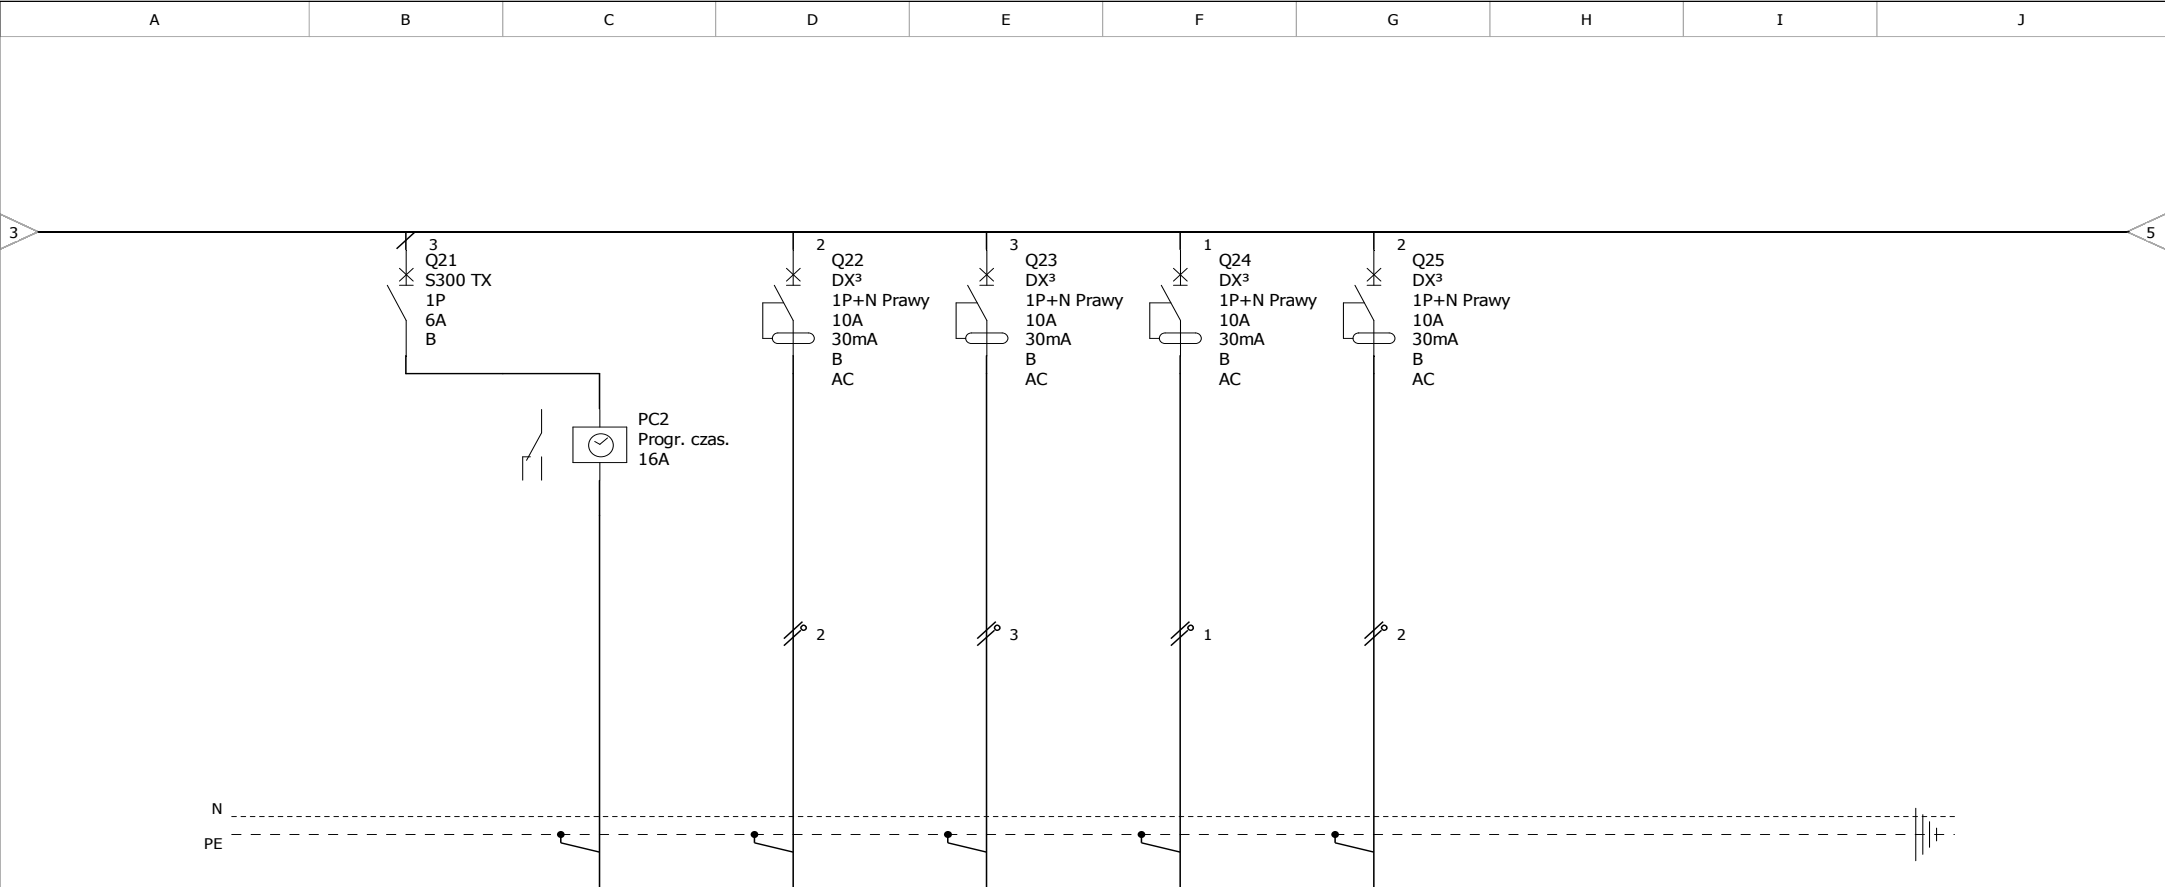 A B C D E F G H I J
3 5
3
Q21
S300 TX
1P
6A
B
PC2
Progr. czas.
16A
2
Q22
DX³
1P+N Prawy
10A
30mA
B
AC
2
3
Q23
DX³
1P+N Prawy
10A
30mA
B
AC
3
1
Q24
DX³
1P+N Prawy
10A
30mA
B
AC
1
2
Q25
DX³
1P+N Prawy
10A
30mA
B
AC
2
N
PE